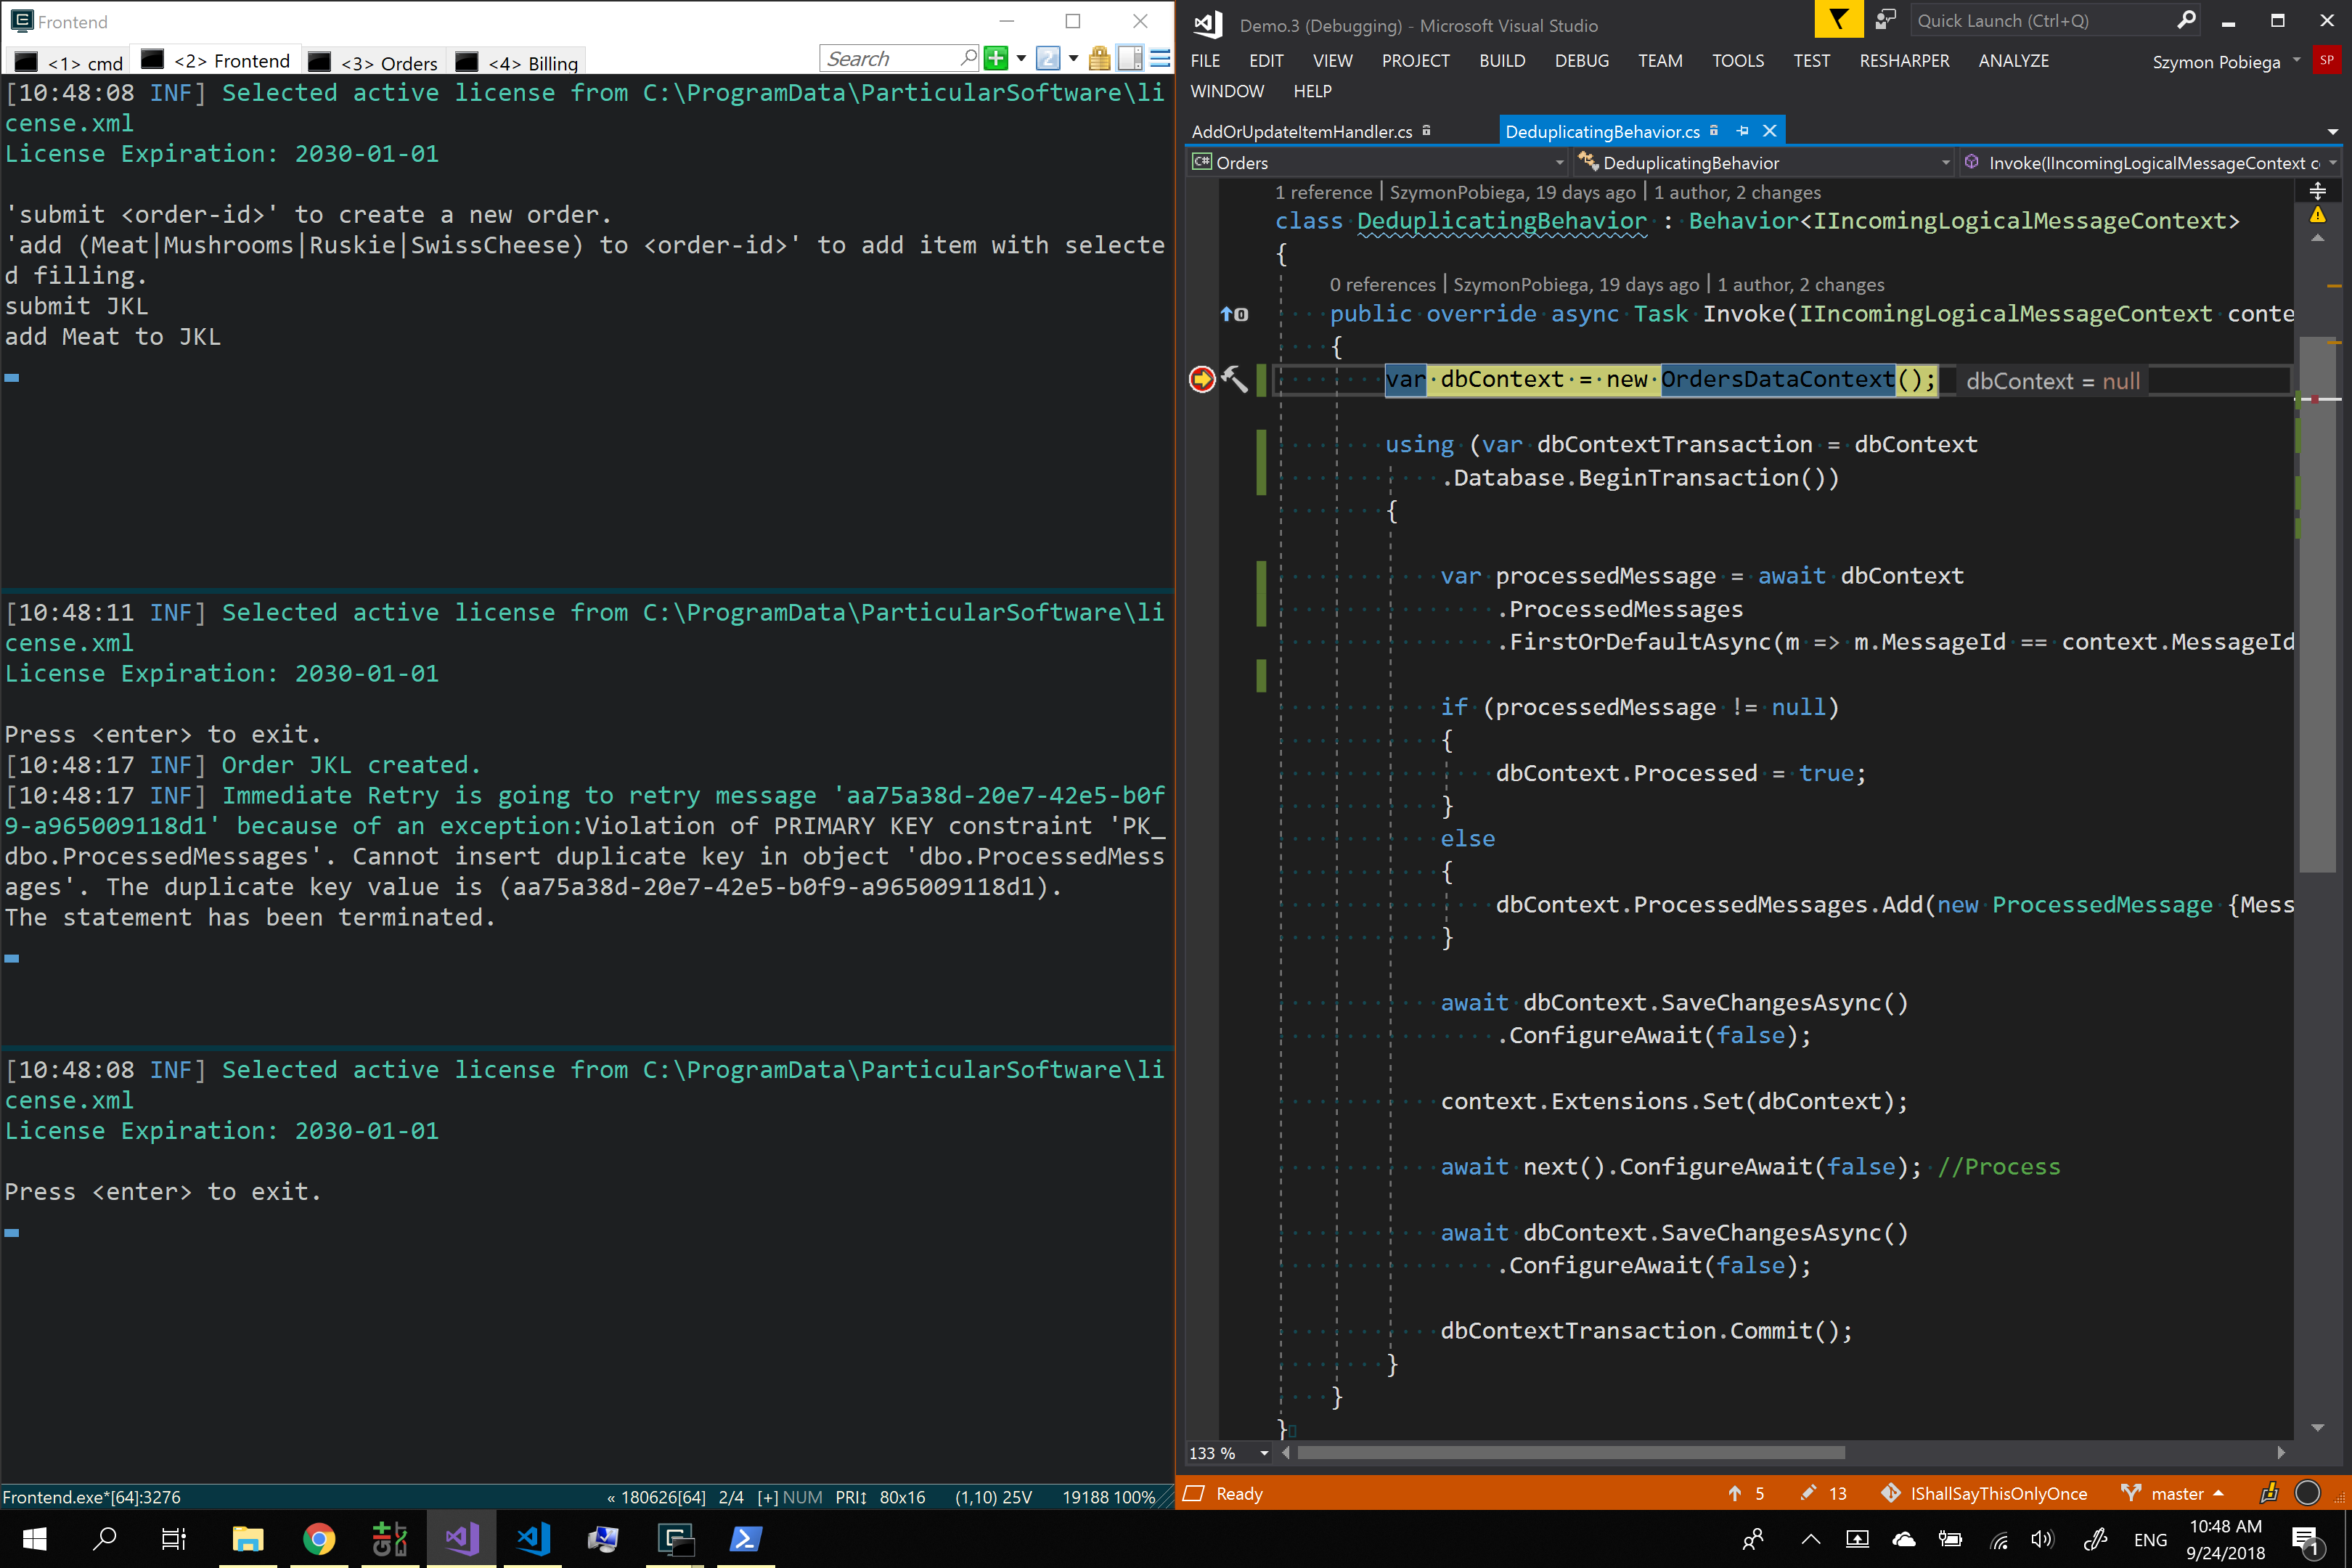 Frontend
<1> cmd
<2> Frontend
<3> Orders
<4> Billing
Search
[10:48:08 INF] Selected active license from C:\ProgramData\ParticularSoftware\li
cense.xml
License Expiration: 2030-01-01
'submit <order-id>' to create a new order.
'add (Meat|Mushrooms|Ruskie|SwissCheese) to <order-id>' to add item with selecte
d filling.
submit JKL
add Meat to JKL
[10:48:11 INF] Selected active license from C:\ProgramData\ParticularSoftware\li
cense.xml
License Expiration: 2030-01-01
Press <enter> to exit.
[10:48:17 INF] Order JKL created.
[10:48:17 INF] Immediate Retry is going to retry message 'aa75a38d-20e7-42e5-b0f
9-a965009118d1' because of an exception:Violation of PRIMARY KEY constraint 'PK_
dbo.ProcessedMessages'. Cannot insert duplicate key in object 'dbo.ProcessedMess
ages'. The duplicate key value is (aa75a38d-20e7-42e5-b0f9-a965009118d1).
The statement has been terminated.
[10:48:08 INF] Selected active license from C:\ProgramData\ParticularSoftware\li
cense.xml
License Expiration: 2030-01-01
Press <enter> to exit.
Frontend.exe*[64]:3276
« 180626[64] 2/4 [+] NUM PRI↕ 80x16 (1,10) 25V 19188 100%
Demo.3 (Debugging) - Microsoft Visual Studio
Quick Launch (Ctrl+Q)
FILE EDIT VIEW PROJECT BUILD DEBUG TEAM TOOLS TEST RESHARPER ANALYZE
Szymon Pobiega SP
WINDOW HELP
AddOrUpdateItemHandler.cs
DeduplicatingBehavior.cs
C# Orders
DeduplicatingBehavior
Invoke(IIncomingLogicalMessageContext c
1 reference | SzymonPobiega, 19 days ago | 1 author, 2 changes
class DeduplicatingBehavior : Behavior<IIncomingLogicalMessageContext>
{
0 references | SzymonPobiega, 19 days ago | 1 author, 2 changes
public override async Task Invoke(IIncomingLogicalMessageContext conte
{
var dbContext = new OrdersDataContext(); dbContext = null
using (var dbContextTransaction = dbContext
.Database.BeginTransaction())
{
var processedMessage = await dbContext
.ProcessedMessages
.FirstOrDefaultAsync(m => m.MessageId == context.MessageId
if (processedMessage != null)
{
dbContext.Processed = true;
}
else
{
dbContext.ProcessedMessages.Add(new ProcessedMessage {Mess
}
await dbContext.SaveChangesAsync()
.ConfigureAwait(false);
context.Extensions.Set(dbContext);
await next().ConfigureAwait(false); //Process
await dbContext.SaveChangesAsync()
.ConfigureAwait(false);
dbContextTransaction.Commit();
}
}
}
133 %
Ready
5
13
IShallSayThisOnlyOnce
master
ENG
10:48 AM
9/24/2018
1